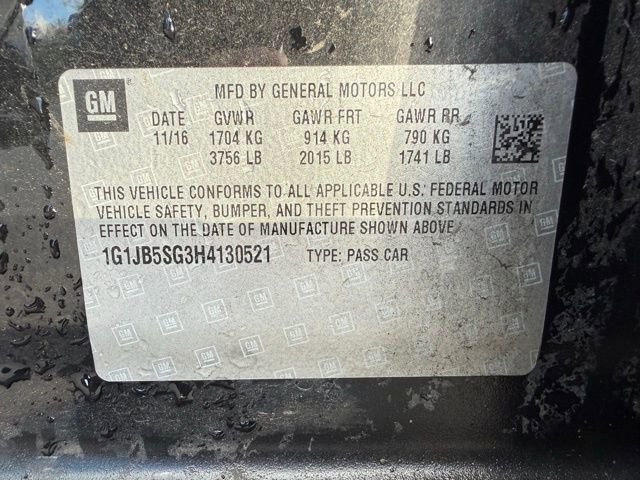 GM
MFD BY GENERAL MOTORS LLC
DATE GVWR GAWR FRT GAWR RR
11/16 1704 KG 914 KG 790 KG
3756 LB 2015 LB 1741 LB
THIS VEHICLE CONFORMS TO ALL APPLICABLE U.S. FEDERAL MOTOR
VEHICLE SAFETY, BUMPER, AND THEFT PREVENTION STANDARDS IN
EFFECT ON THE DATE OF MANUFACTURE SHOWN ABOVE.
1G1JB5SG3H4130521 TYPE: PASS CAR